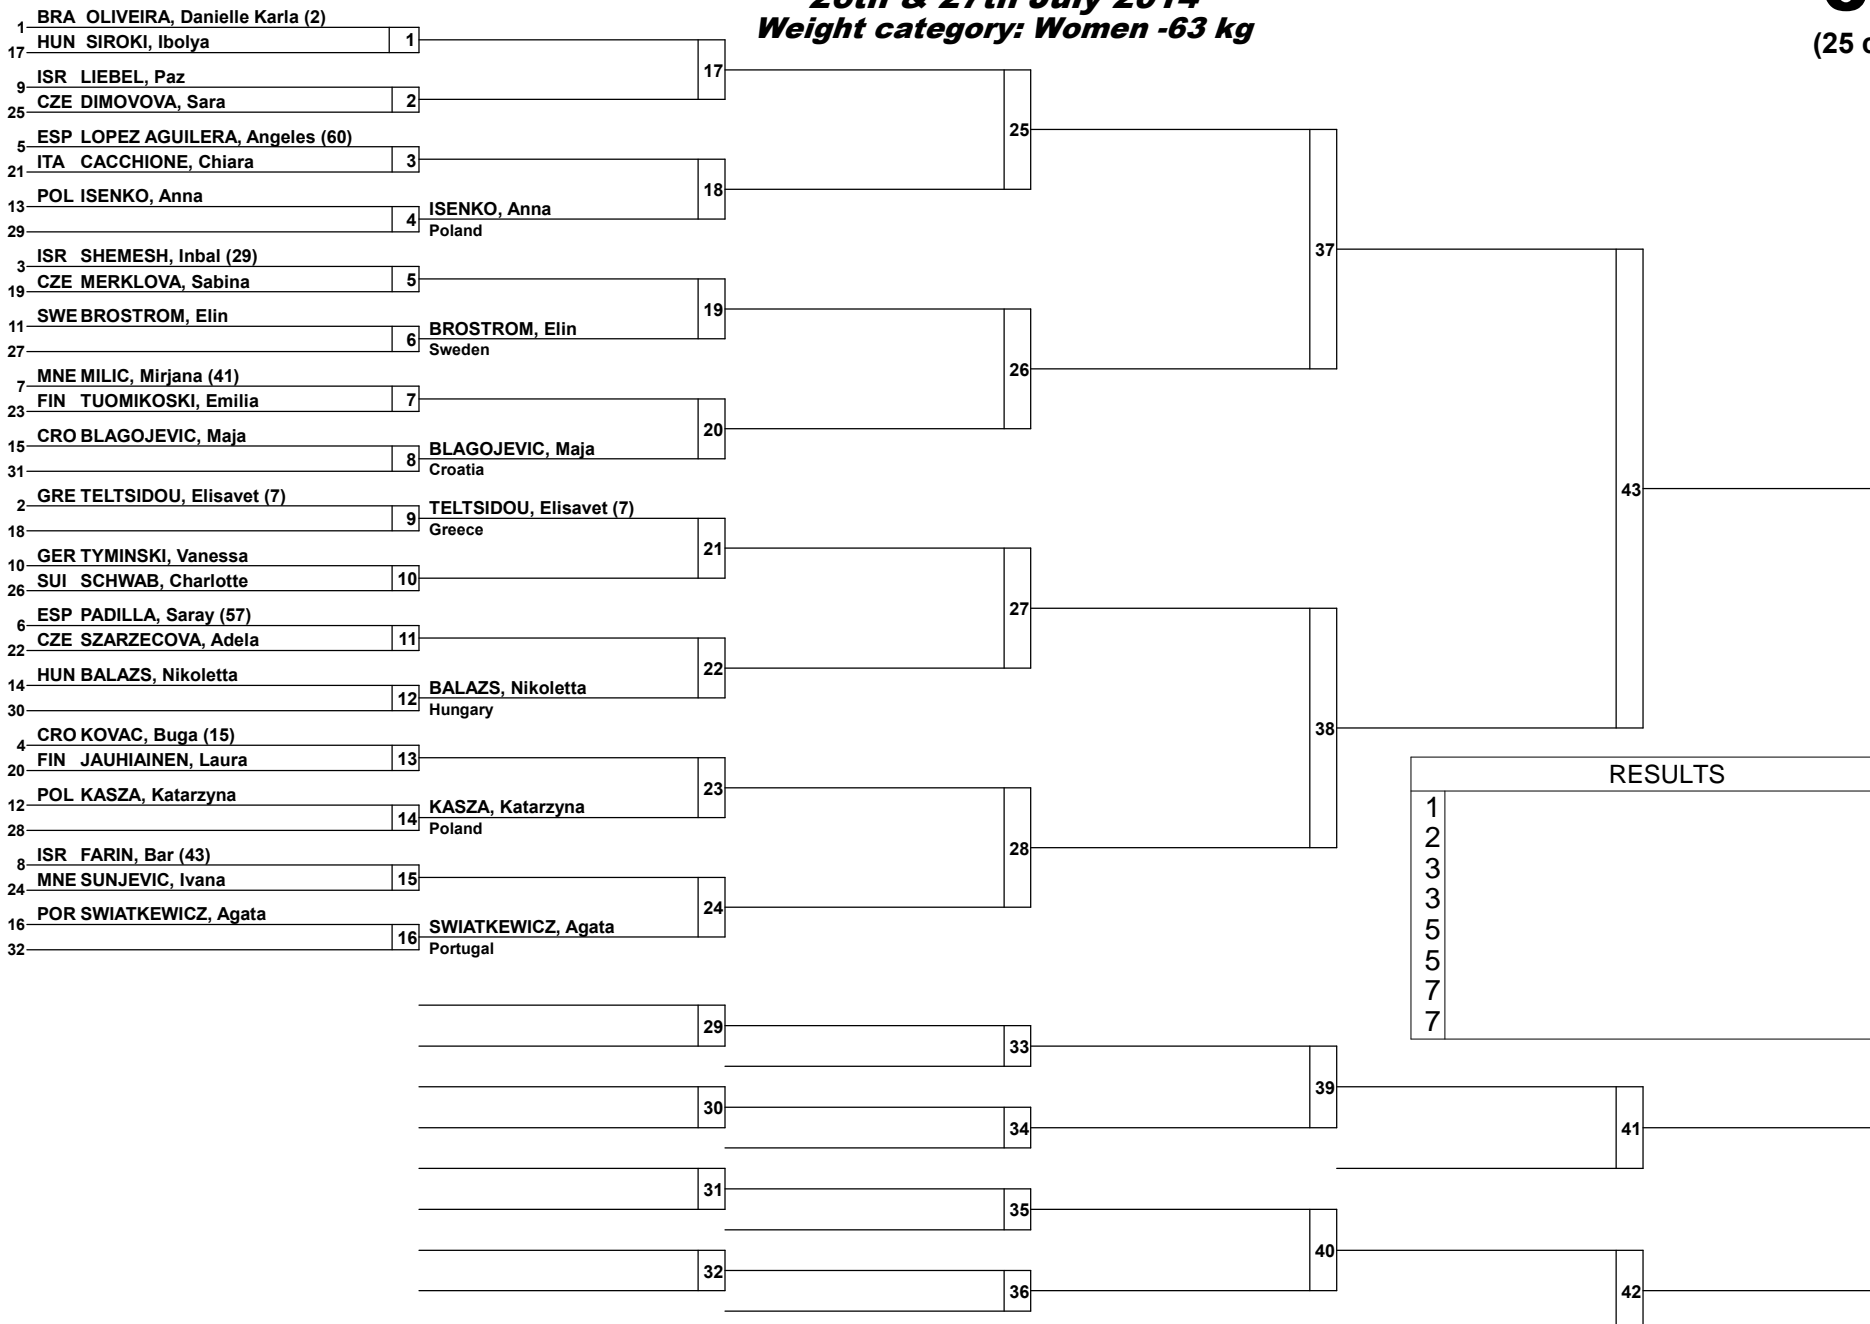 26th & 27th July 2014
Weight category: Women -63 kg
(25
1 BRA OLIVEIRA, Danielle Karla (2)
17 HUN SIROKI, Ibolya
1
9 ISR LIEBEL, Paz
25 CZE DIMOVOVA, Sara
2
17
5 ESP LOPEZ AGUILERA, Angeles (60)
21 ITA CACCHIONE, Chiara
3
13 POL ISENKO, Anna
29
4
ISENKO, Anna
Poland
18
25
3 ISR SHEMESH, Inbal (29)
19 CZE MERKLOVA, Sabina
5
11 SWE BROSTROM, Elin
27
6
BROSTROM, Elin
Sweden
19
7 MNE MILIC, Mirjana (41)
23 FIN TUOMIKOSKI, Emilia
7
15 CRO BLAGOJEVIC, Maja
31
8
BLAGOJEVIC, Maja
Croatia
20
26
37
2 GRE TELTSIDOU, Elisavet (7)
18
9
TELTSIDOU, Elisavet (7)
Greece
10 GER TYMINSKI, Vanessa
26 SUI SCHWAB, Charlotte
10
21
6 ESP PADILLA, Saray (57)
22 CZE SZARZECOVA, Adela
11
14 HUN BALAZS, Nikoletta
30
12
BALAZS, Nikoletta
Hungary
22
27
4 CRO KOVAC, Buga (15)
20 FIN JAUHIAINEN, Laura
13
12 POL KASZA, Katarzyna
28
14
KASZA, Katarzyna
Poland
23
8 ISR FARIN, Bar (43)
24 MNE SUNJEVIC, Ivana
15
16 POR SWIATKEWICZ, Agata
32
16
SWIATKEWICZ, Agata
Portugal
24
28
38
43
RESULTS
1
2
3
3
5
5
7
7
29
33
30
34
39
41
31
35
32
36
40
42